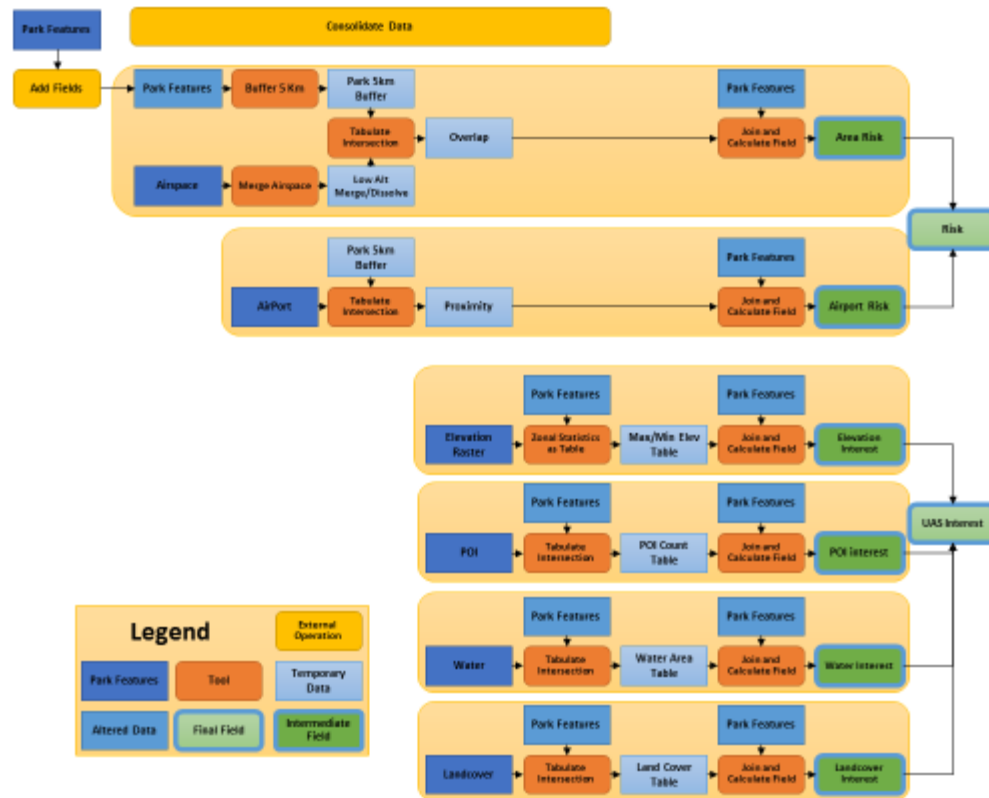 Consolidate Data
Park Features
Add Fields
Park Features
Buffer 5 Km
Park 5km
Buffer
Park Features
Tabulate
Intersection
Overlap
Join and
Calculate Field
Area Risk
Airspace
Merge Airspace
Low Alt
Merge/Dissolve
Risk
Park 5km
Buffer
Park Features
AirPort
Tabulate
Intersection
Proximity
Join and
Calculate Field
Airport Risk
Park Features
Park Features
Elevation
Raster
Zonal Statistics
as Table
Max/Min Elev
Table
Join and
Calculate Field
Elevation
Interest
Park Features
Park Features
UAS Interest
POI
Tabulate
Intersection
POI Count
Table
Join and
Calculate Field
POI interest
Park Features
Park Features
Water
Tabulate
Intersection
Water Area
Table
Join and
Calculate Field
Water Interest
Park Features
Park Features
Landcover
Tabulate
Intersection
Land Cover
Table
Join and
Calculate Field
Landcover
Interest
Legend
External
Operation
Park Features
Tool
Temporary
Data
Altered Data
Final Field
Intermediate
Field